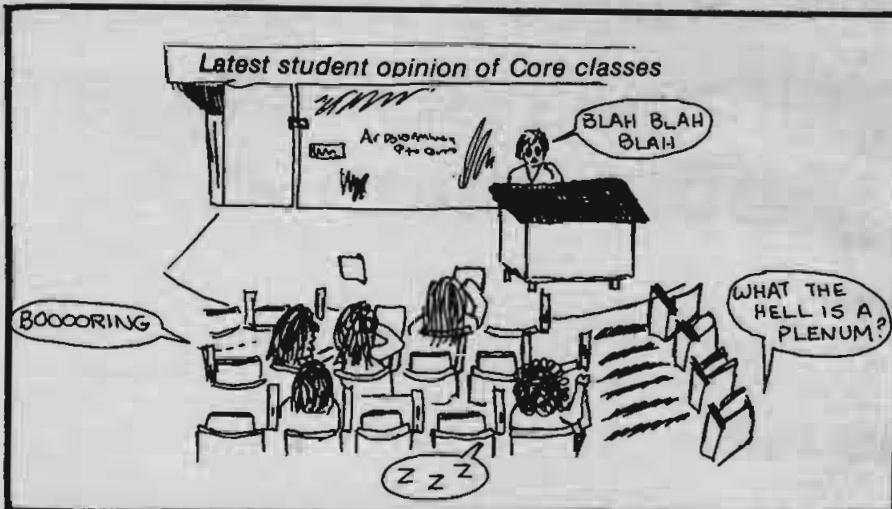 Latest student opinion of Core classes
BLAH BLAH
BLAH
BOOOORING
WHAT THE
HELL IS A
PLENUM?
Z Z Z